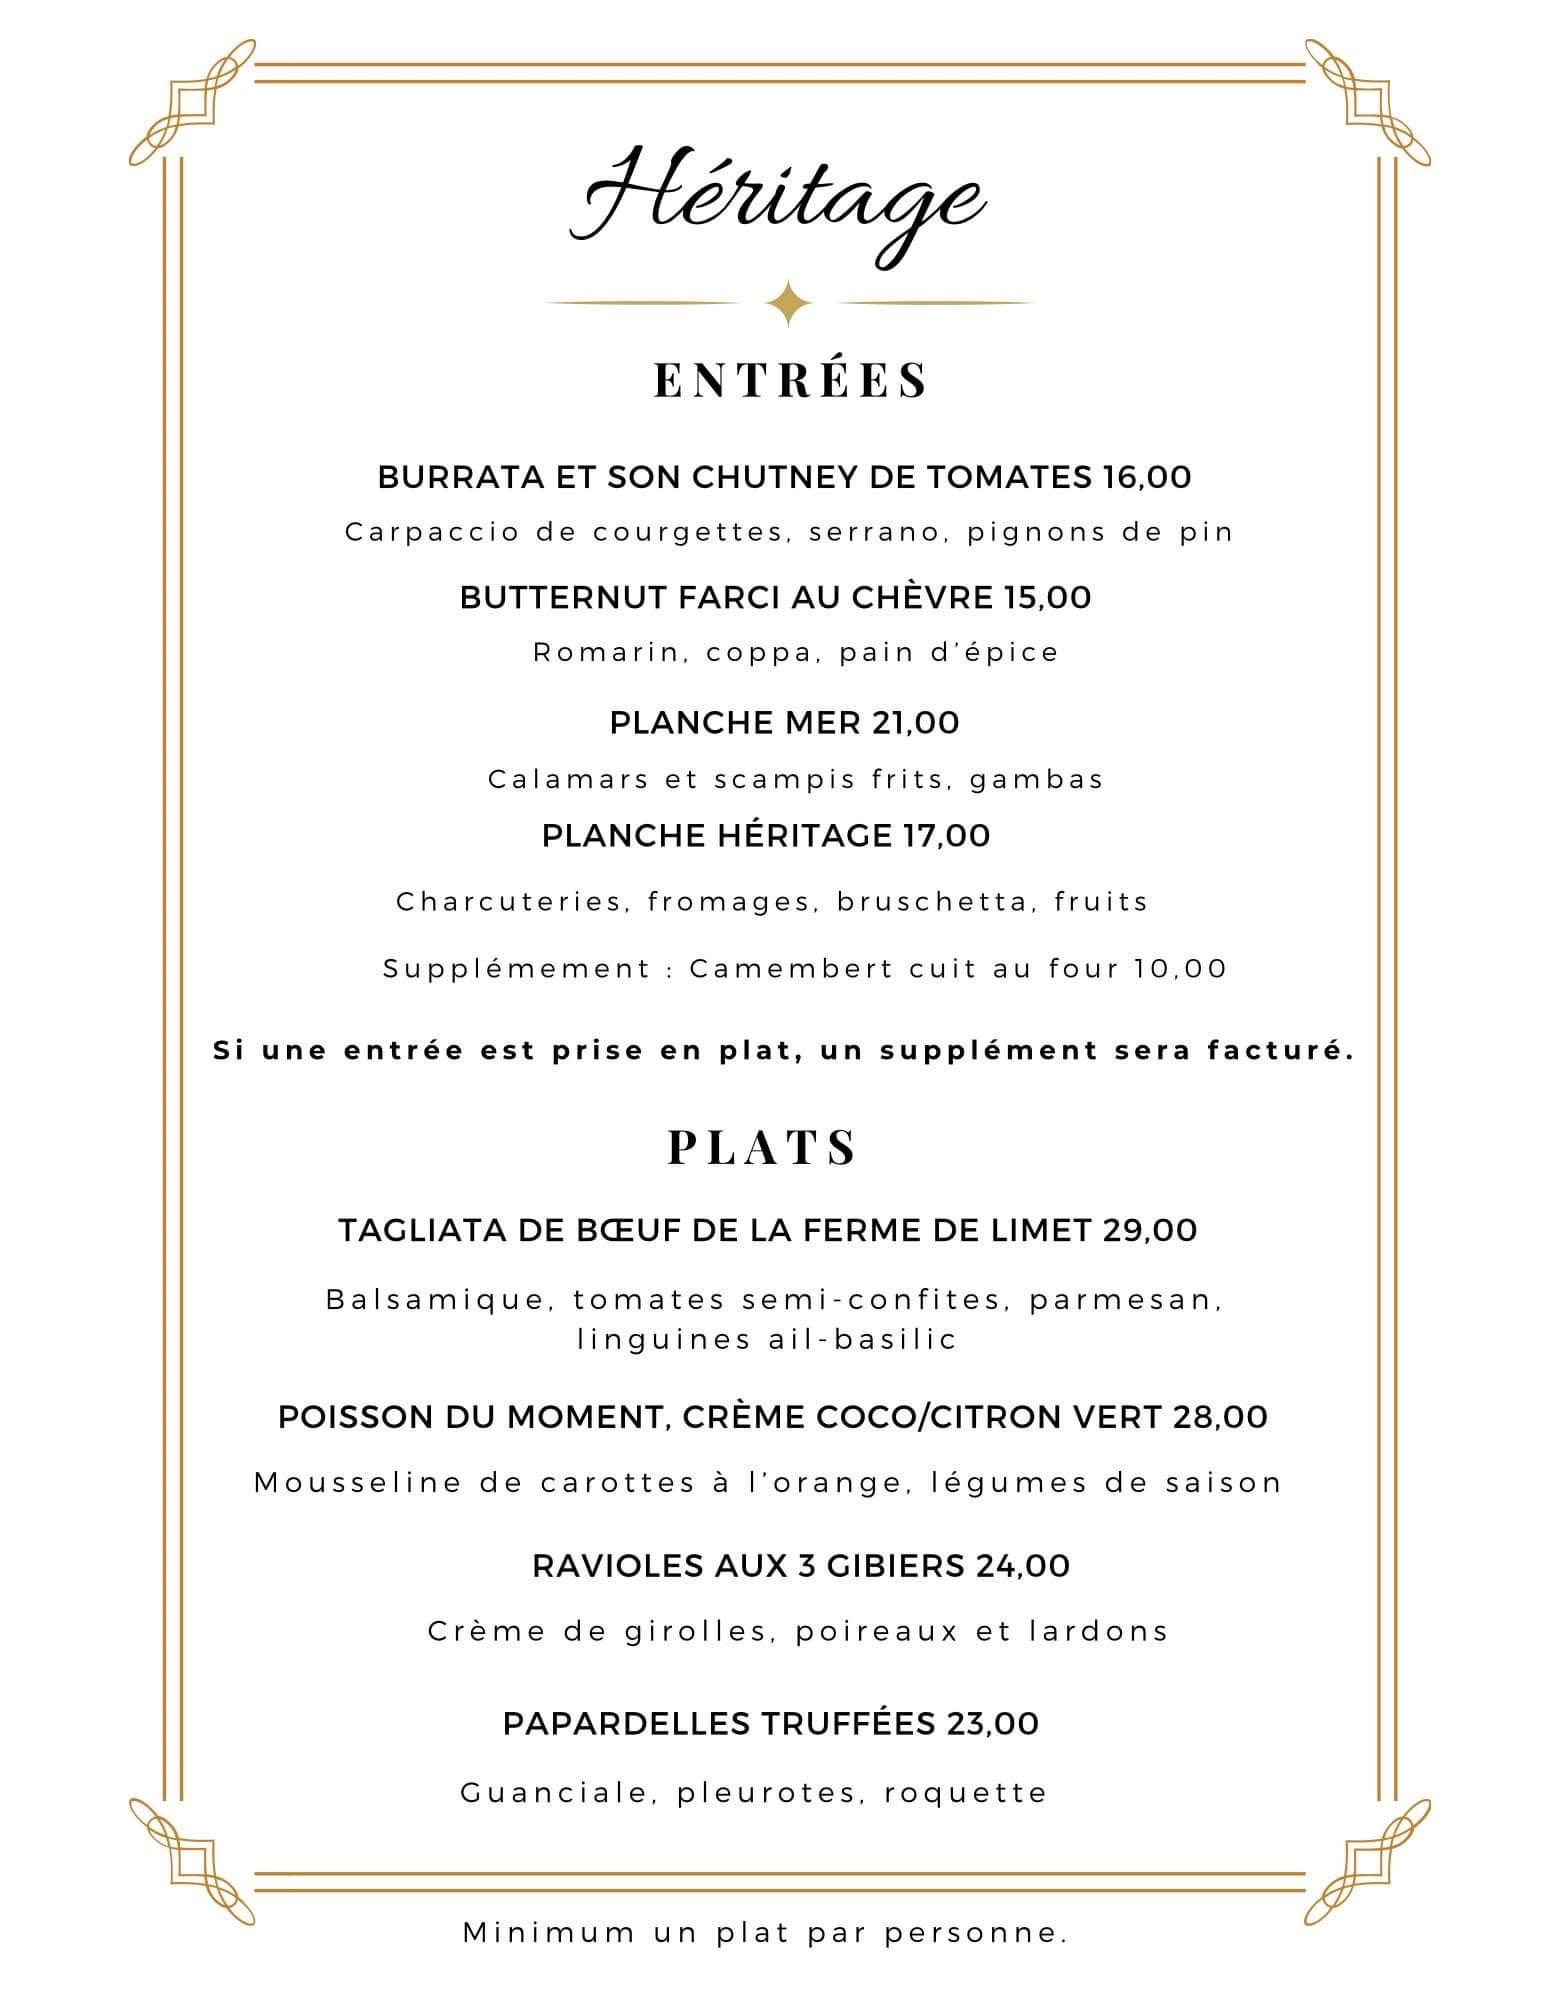 Héritage
ENTRÉES
BURRATA ET SON CHUTNEY DE TOMATES 16,00
Carpaccio de courgettes, serrano, pignons de pin
BUTTERNUT FARCI AU CHÈVRE 15,00
Romarin, coppa, pain d'épice
PLANCHE MER 21,00
Calamars et scampis frits, gambas
PLANCHE HÉRITAGE 17,00
Charcuteries, fromages, bruschetta, fruits
Supplémement : Camembert cuit au four 10,00
Si une entrée est prise en plat, un supplément sera facturé.
PLATS
TAGLIATA DE BŒUF DE LA FERME DE LIMET 29,00
Balsamique, tomates semi-confites, parmesan,
linguines ail-basilic
POISSON DU MOMENT, CRÈME COCO/CITRON VERT 28,00
Mousseline de carottes à l'orange, légumes de saison
RAVIOLES AUX 3 GIBIERS 24,00
Crème de girolles, poireaux et lardons
PAPARDELLES TRUFFÉES 23,00
Guanciale, pleurotes, roquette
Minimum un plat par personne.